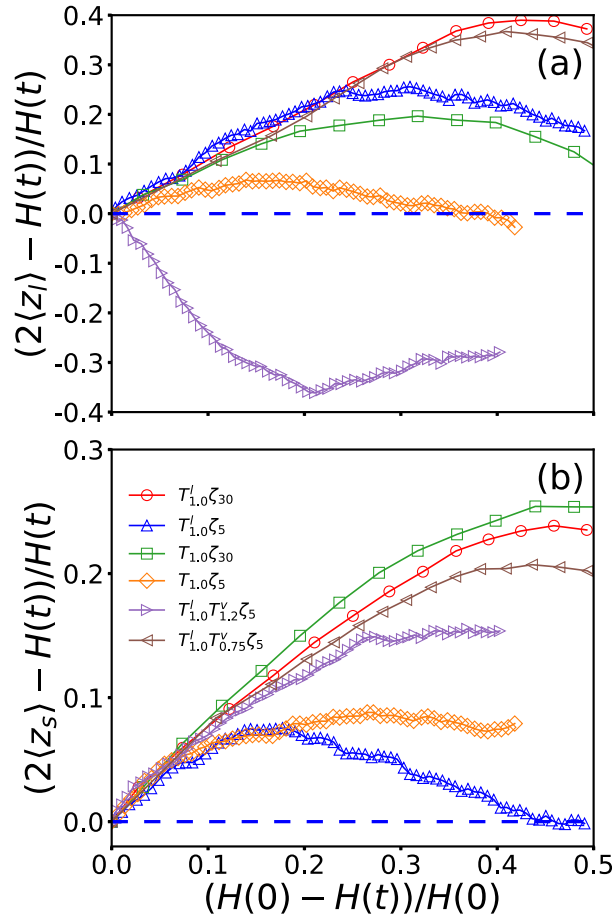 0.4
0.3
0.2
0.1
0.0
-0.1
-0.2
-0.3
-0.4
(2⟨z_l⟩ − H(t))/H(t)
(a)
0.3
0.2
0.1
0.0
(2⟨z_s⟩ − H(t))/H(t)
(b)
T^l_{1.0}ζ_{30}
T^l_{1.0}ζ_5
T_{1.0}ζ_{30}
T_{1.0}ζ_5
T^l_{1.0}T^v_{1.2}ζ_5
T^l_{1.0}T^v_{0.75}ζ_5
0.0 0.1 0.2 0.3 0.4 0.5
(H(0) − H(t))/H(0)